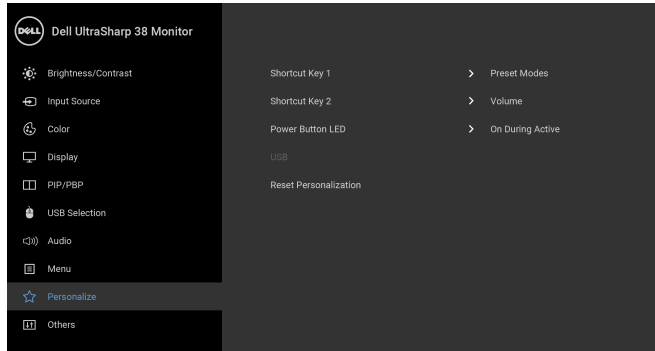 DELL Dell UltraSharp 38 Monitor
Brightness/Contrast
Input Source
Color
Display
PIP/PBP
USB Selection
Audio
Menu
Personalize
Others
Shortcut Key 1 Preset Modes
Shortcut Key 2 Volume
Power Button LED On During Active
USB
Reset Personalization